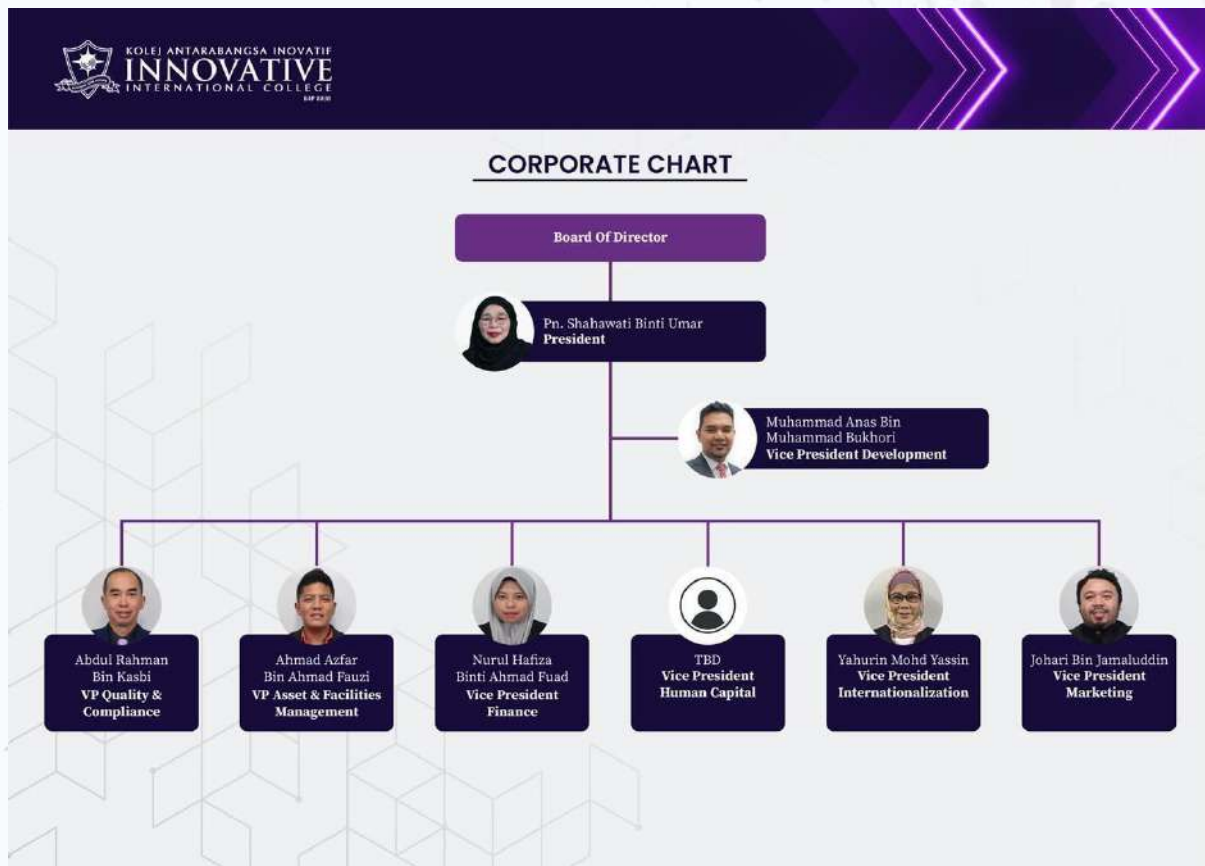 KOLEJ ANTARABANGSA INOVATIF
INNOVATIVE
INTERNATIONAL COLLEGE
CORPORATE CHART
Board Of Director
Pn. Shahawati Binti Umar
President
Muhammad Anas Bin
Muhammad Bukhori
Vice President Development
Abdul Rahman
Bin Kasbi
VP Quality &
Compliance
Ahmad Azfar
Bin Ahmad Fauzi
VP Asset & Facilities
Management
Nurul Hafiza
Binti Ahmad Fuad
Vice President
Finance
TBD
Vice President
Human Capital
Yahurin Mohd Yassin
Vice President
Internationalization
Johari Bin Jamaluddin
Vice President
Marketing